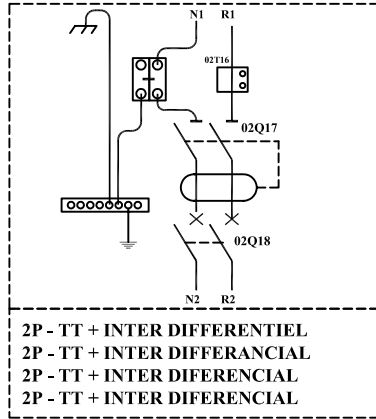 N1 R1
02T16
02Q17
02Q18
N2 R2
2P - TT + INTER DIFFERENTIEL
2P - TT + INTER DIFFERANCIAL
2P - TT + INTER DIFERENCIAL
2P - TT + INTER DIFERENCIAL